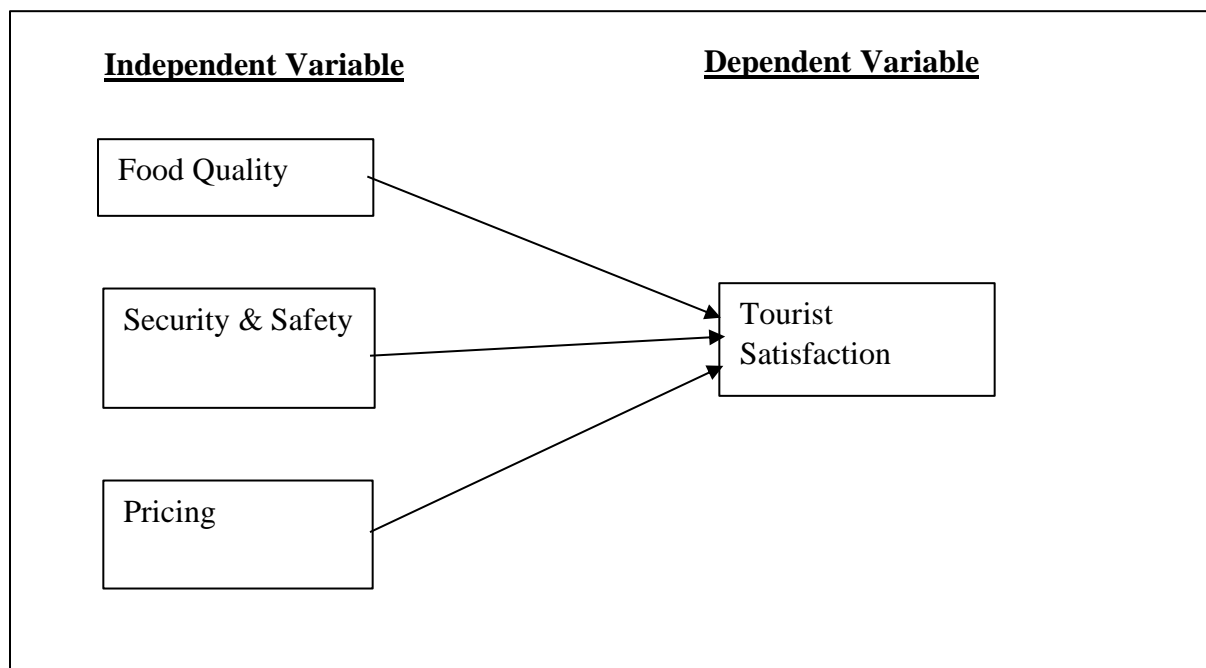 Independent Variable
Dependent Variable
Food Quality
Security & Safety
Tourist
Satisfaction
Pricing